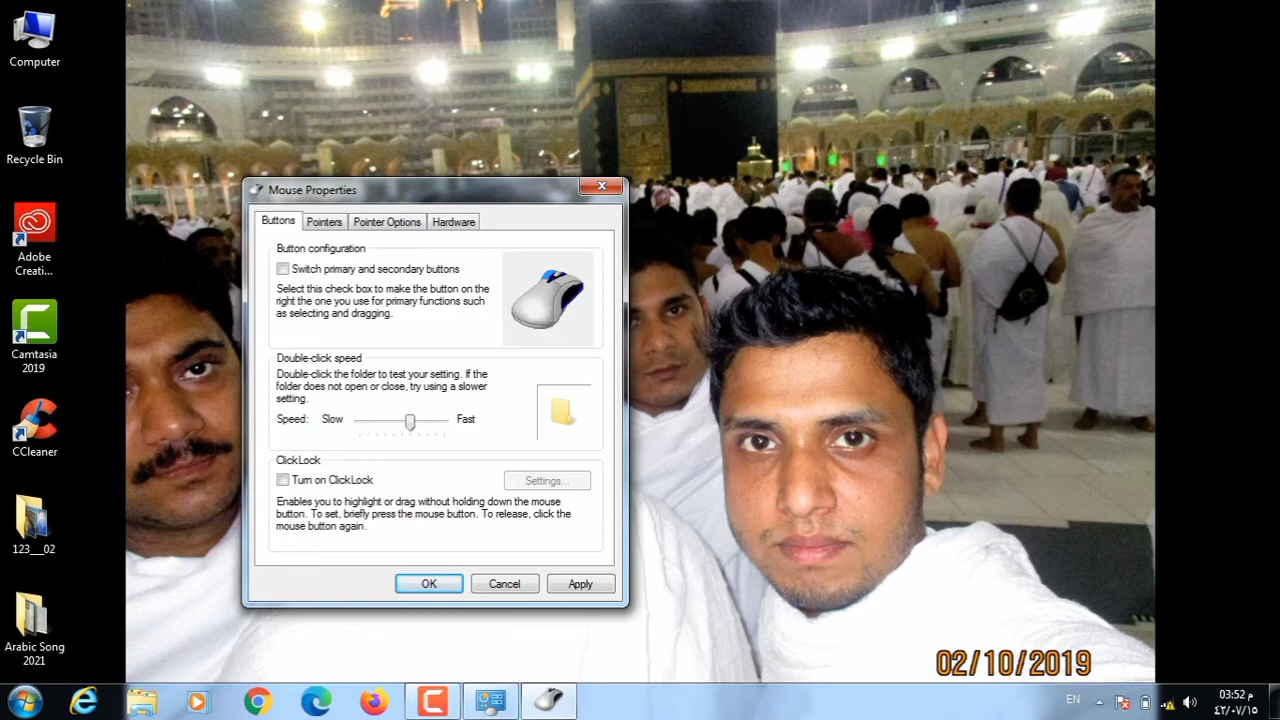 Computer
Recycle Bin
Adobe
Creati...
Camtasia
2019
CCleaner
123__02
Arabic Song
2021
Mouse Properties
Buttons
Pointers
Pointer Options
Hardware
Button configuration
Switch primary and secondary buttons
Select this check box to make the button on the
right the one you use for primary functions such
as selecting and dragging.
Double-click speed
Double-click the folder to test your setting. If the
folder does not open or close, try using a slower
setting.
Speed: Slow Fast
ClickLock
Turn on ClickLock
Settings...
Enables you to highlight or drag without holding down the mouse
button. To set, briefly press the mouse button. To release, click the
mouse button again.
OK
Cancel
Apply
02/10/2019
EN
03:52 م
٤٢/٠٧/١٥